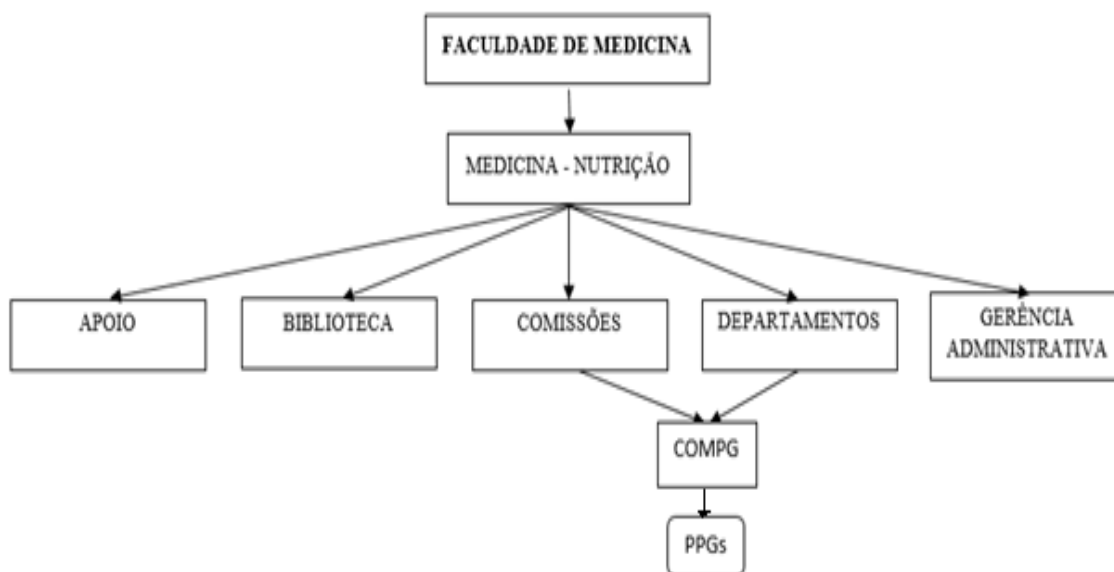 FACULDADE DE MEDICINA
MEDICINA - NUTRIÇÃO
APOIO
BIBLIOTECA
COMISSÕES
DEPARTAMENTOS
GERÊNCIA
ADMINISTRATIVA
COMPG
PPGs